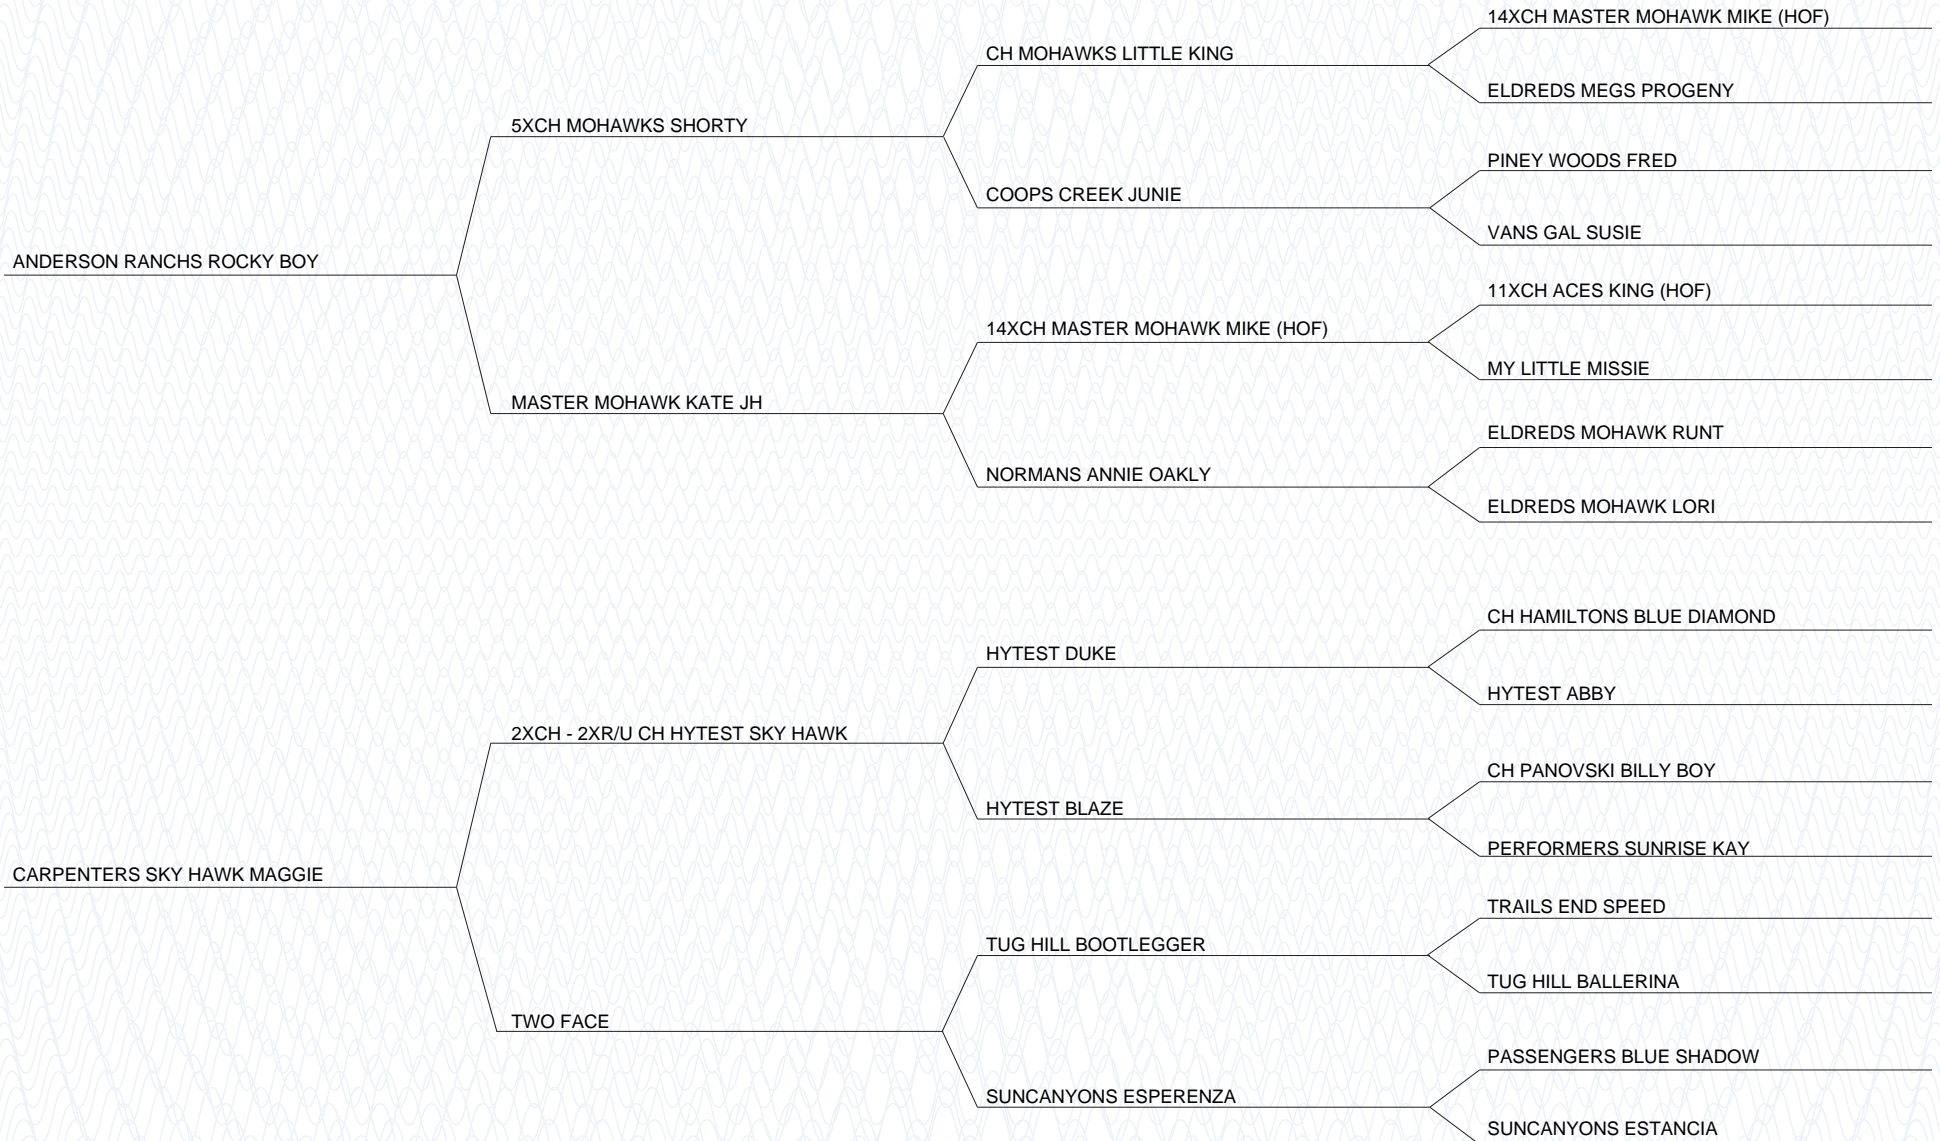 14XCH MASTER MOHAWK MIKE (HOF)
CH MOHAWKS LITTLE KING
ELDREDS MEGS PROGENY
5XCH MOHAWKS SHORTY
PINEY WOODS FRED
COOPS CREEK JUNIE
VANS GAL SUSIE
ANDERSON RANCHS ROCKY BOY
11XCH ACES KING (HOF)
14XCH MASTER MOHAWK MIKE (HOF)
MY LITTLE MISSIE
MASTER MOHAWK KATE JH
ELDREDS MOHAWK RUNT
NORMANS ANNIE OAKLY
ELDREDS MOHAWK LORI
CH HAMILTONS BLUE DIAMOND
HYTEST DUKE
HYTEST ABBY
2XCH - 2XR/U CH HYTEST SKY HAWK
CH PANOVSKI BILLY BOY
HYTEST BLAZE
PERFORMERS SUNRISE KAY
CARPENTERS SKY HAWK MAGGIE
TRAILS END SPEED
TUG HILL BOOTLEGGER
TUG HILL BALLERINA
TWO FACE
PASSENGERS BLUE SHADOW
SUNCANYONS ESPERENZA
SUNCANYONS ESTANCIA